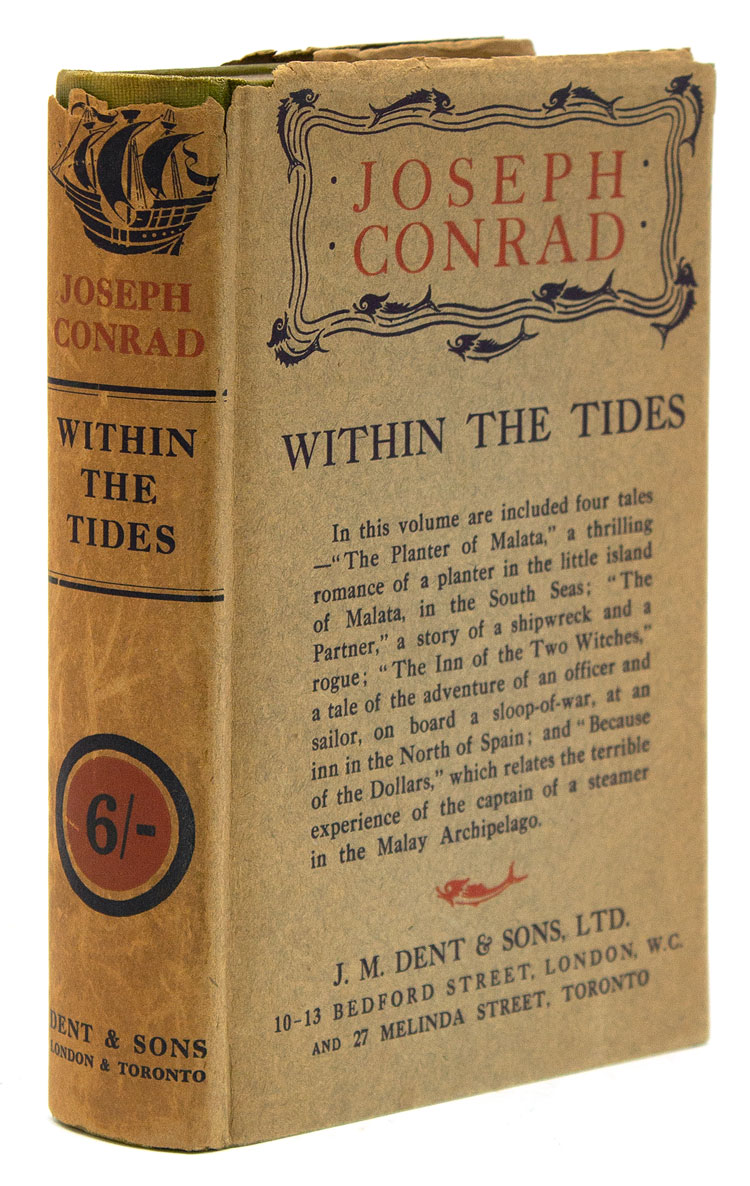 JOSEPH
CONRAD
WITHIN
THE
TIDES
6/-
DENT & SONS
LONDON & TORONTO
· JOSEPH ·
· CONRAD ·
WITHIN THE TIDES
In this volume are included four tales
—“The Planter of Malata,” a thrilling
romance of a planter in the little island
of Malata, in the South Seas; “The
Partner,” a story of a shipwreck and a
rogue; “The Inn of the Two Witches,”
a tale of the adventure of an officer and
sailor, on board a sloop-of-war, at an
inn in the North of Spain; and “Because
of the Dollars,” which relates the terrible
experience of the captain of a steamer
in the Malay Archipelago.
J. M. DENT & SONS, LTD.
10-13 BEDFORD STREET, LONDON, W.C.
AND 27 MELINDA STREET, TORONTO